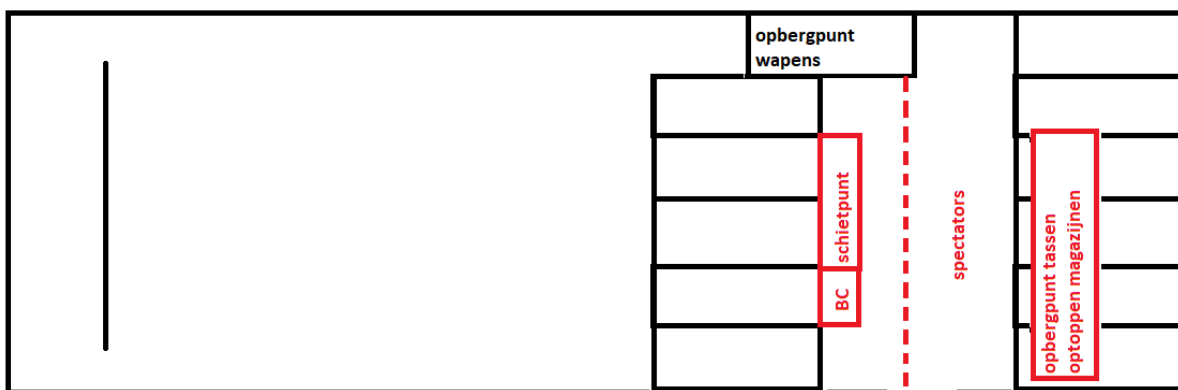 opbergpunt
wapens
schietpunt
BC
spectators
opbergpunt tassen
optoppen magazijnen